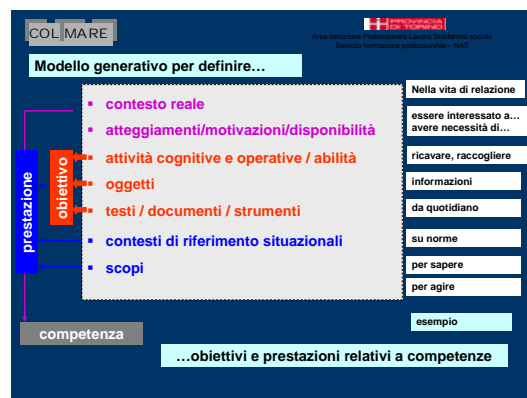 COL MARE
PROVINCIA
DI TORINO
Area Istruzione Professionale Lavoro Solidarietà sociale
Servizio formazione professionAle – NAS
Modello generativo per definire…
Nella vita di relazione
▪ contesto reale
essere interessato a…
avere necessità di…
▪ atteggiamenti/motivazioni/disponibilità
▪ attività cognitive e operative / abilità
ricavare, raccogliere
▪ oggetti
informazioni
▪ testi / documenti / strumenti
da quotidiano
▪ contesti di riferimento situazionali
su norme
▪ scopi
per sapere
per agire
prestazione
obiettivo
competenza
esempio
…obiettivi e prestazioni relativi a competenze